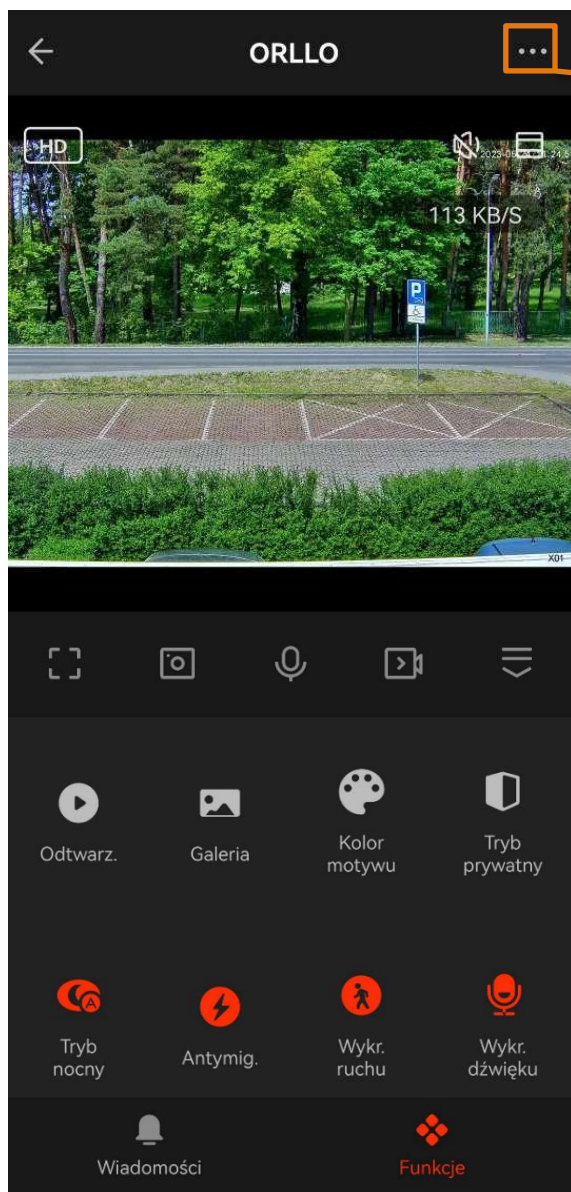 ORLLO
HD
113 KB/S
P
X01
Odtwarz.
Galeria
Kolor
motywu
Tryb
prywatny
A
Tryb
nocny
Antymig.
Wykr.
ruchu
Wykr.
dźwięku
Wiadomości
Funkcje